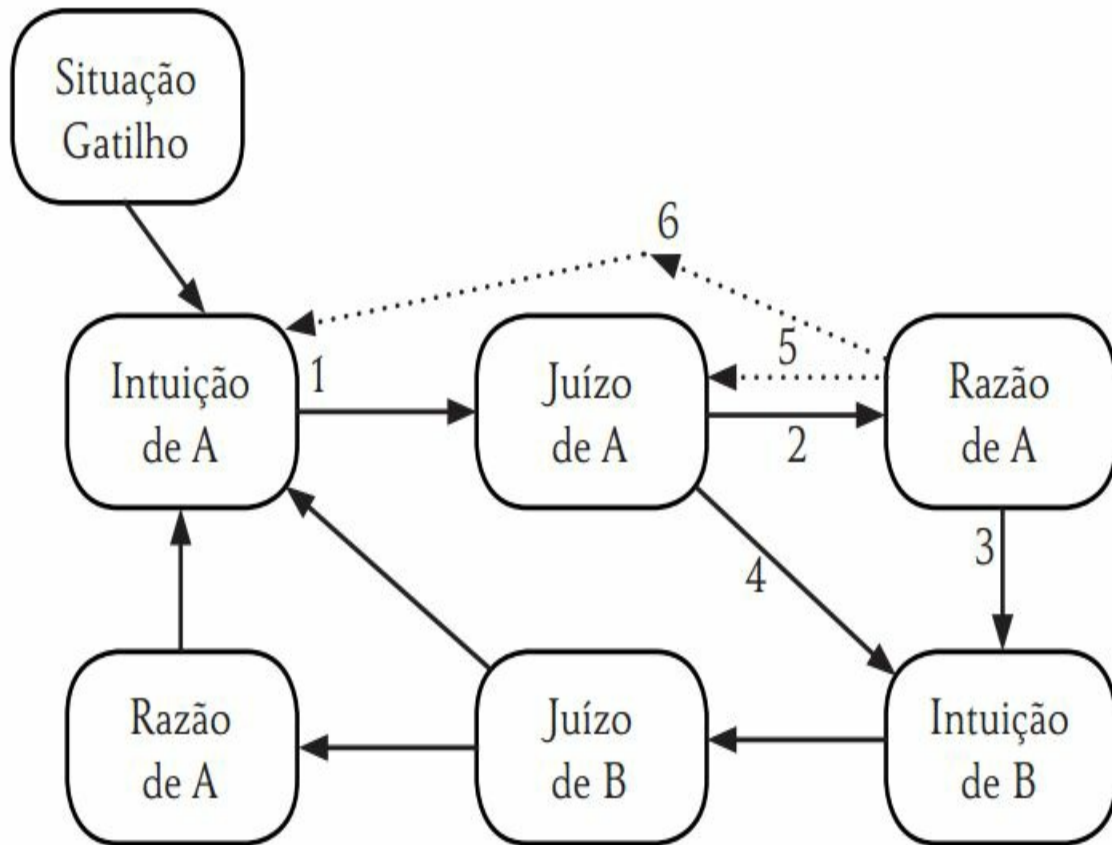 Situação
Gatilho
6
Intuição
de A
1
Juízo
de A
5
2
Razão
de A
4
3
Razão
de A
Juízo
de B
Intuição
de B